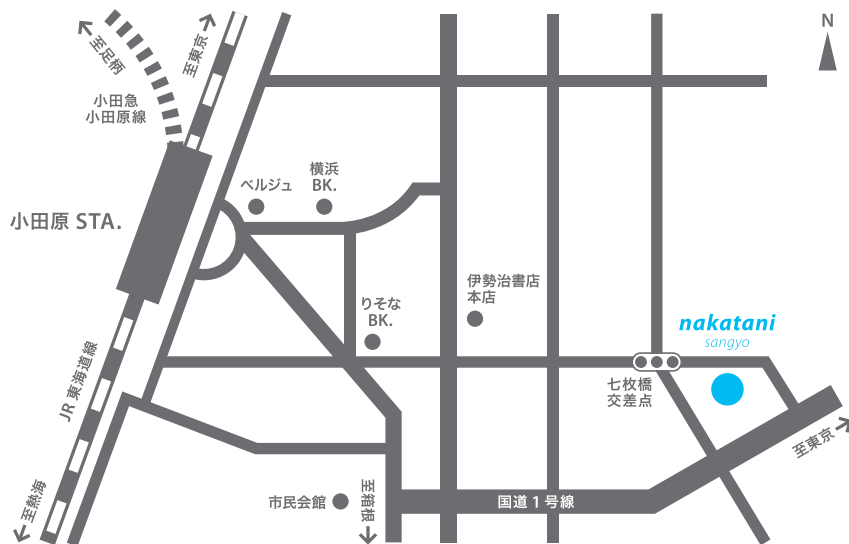 N
至足柄
至東京
小田急
小田原線
小田原 STA.
ベルジュ
横浜
BK.
伊勢治書店
本店
りそな
BK.
nakatani
sangyo
七枚橋
交差点
JR 東海道線
至東京
至熱海
市民会館
至箱根
国道1号線